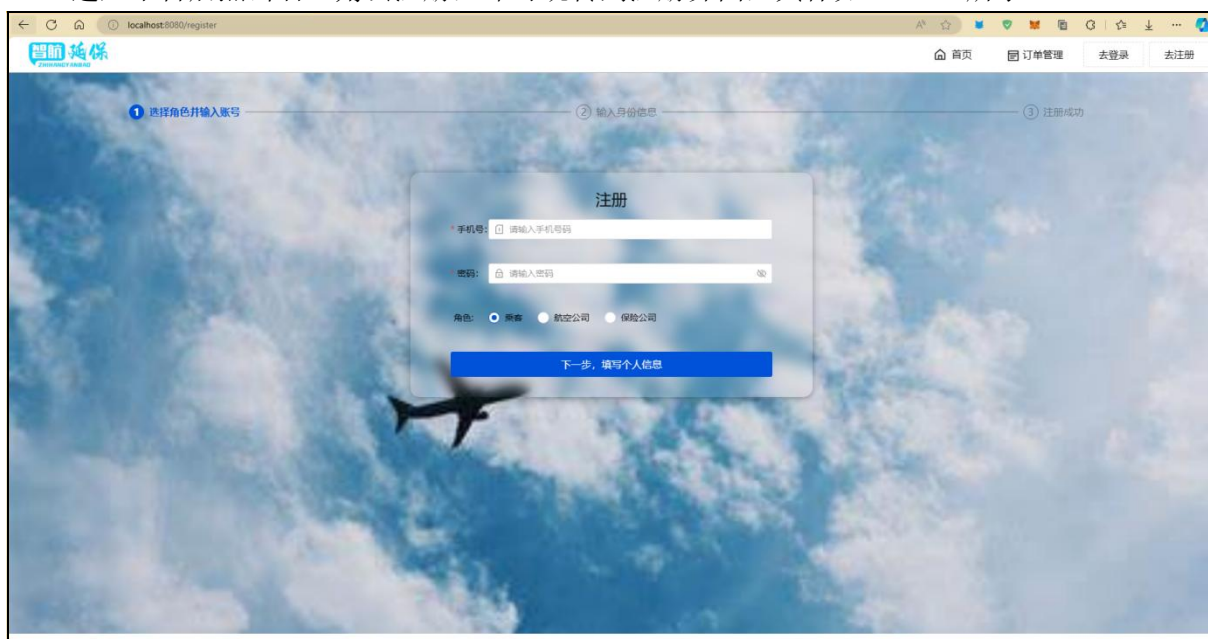 localhost:8080/register
智航延保
ZHIHANGYANBAO
首页 订单管理 去登录 去注册
1 选择角色并输入账号 2 输入身份信息 3 注册成功
注册
*手机号: 请输入手机号码
密码: 请输入密码
角色: 乘客 航空公司 保险公司
下一步，填写个人信息